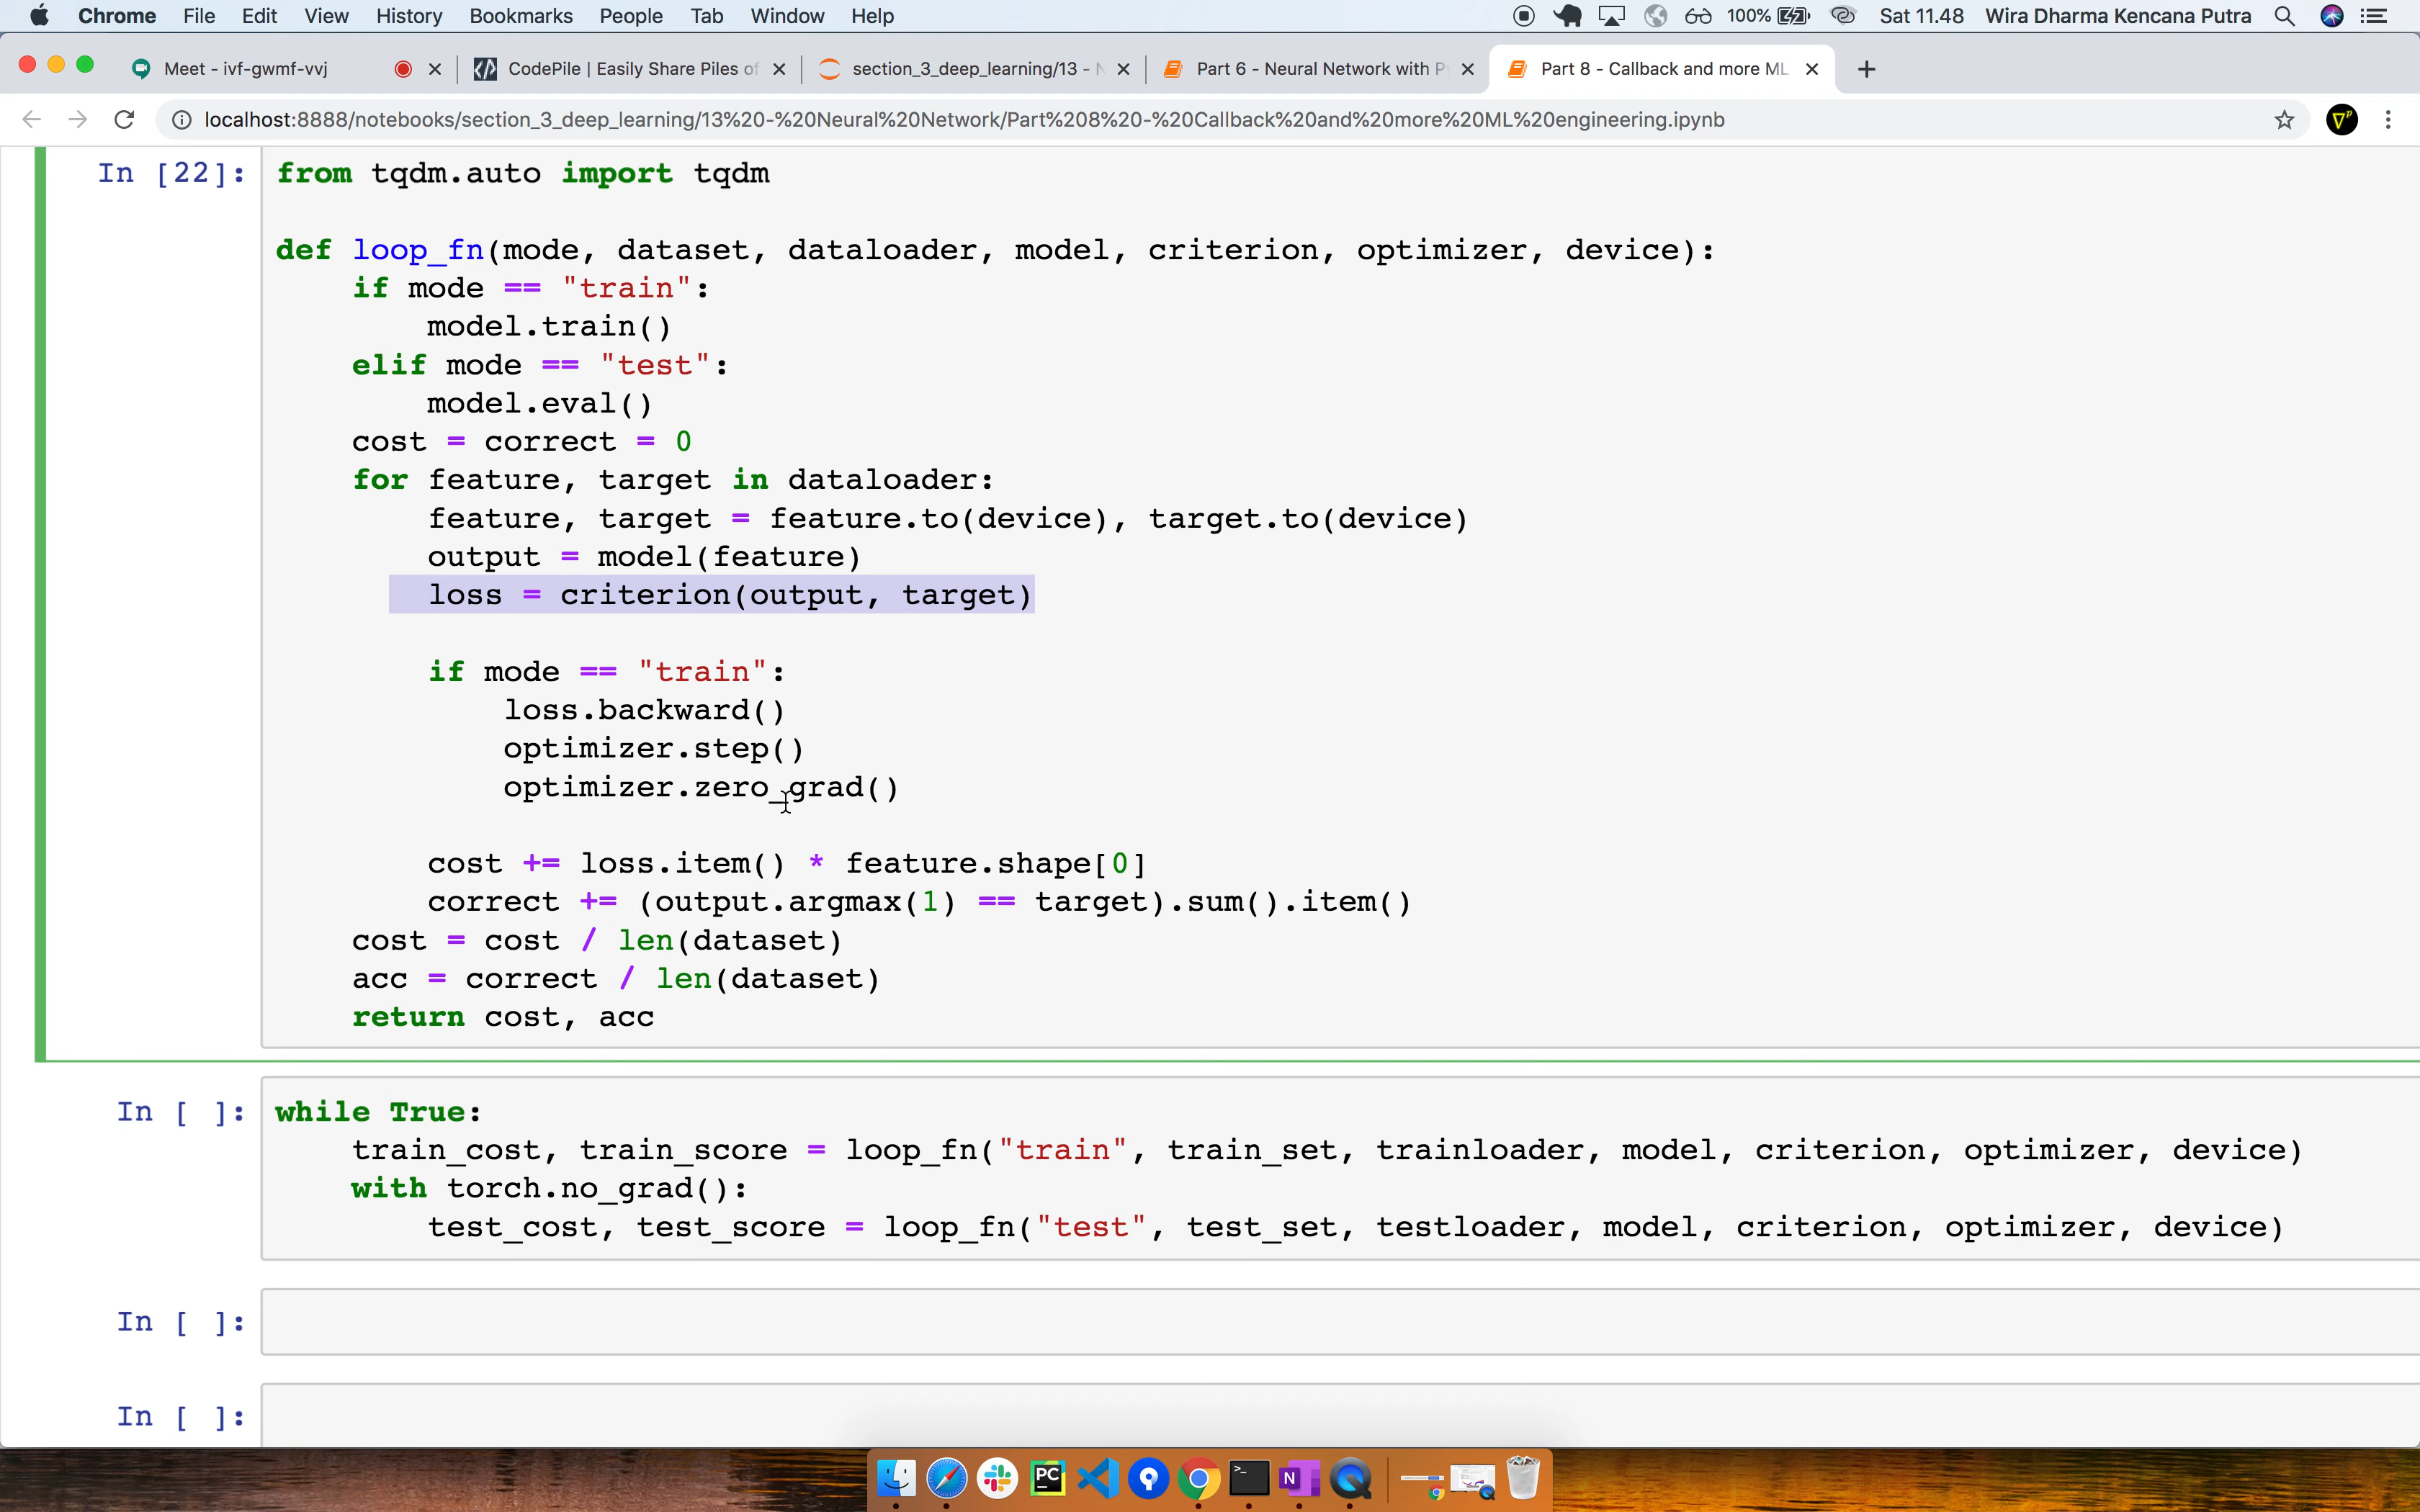 Chrome File Edit View History Bookmarks People Tab Window Help 100% Sat 11.48 Wira Dharma Kencana Putra
Meet - ivf-gwmf-vvj CodePile | Easily Share Piles of section_3_deep_learning/13 - N Part 6 - Neural Network with Py Part 8 - Callback and more ML
localhost:8888/notebooks/section_3_deep_learning/13%20-%20Neural%20Network/Part%208%20-%20Callback%20and%20more%20ML%20engineering.ipynb
In [22]: from tqdm.auto import tqdm
def loop_fn(mode, dataset, dataloader, model, criterion, optimizer, device):
if mode == "train":
model.train()
elif mode == "test":
model.eval()
cost = correct = 0
for feature, target in dataloader:
feature, target = feature.to(device), target.to(device)
output = model(feature)
loss = criterion(output, target)
if mode == "train":
loss.backward()
optimizer.step()
optimizer.zero_grad()
cost += loss.item() * feature.shape[0]
correct += (output.argmax(1) == target).sum().item()
cost = cost / len(dataset)
acc = correct / len(dataset)
return cost, acc
In [ ]: while True:
train_cost, train_score = loop_fn("train", train_set, trainloader, model, criterion, optimizer, device)
with torch.no_grad():
test_cost, test_score = loop_fn("test", test_set, testloader, model, criterion, optimizer, device)
In [ ]:
In [ ]: